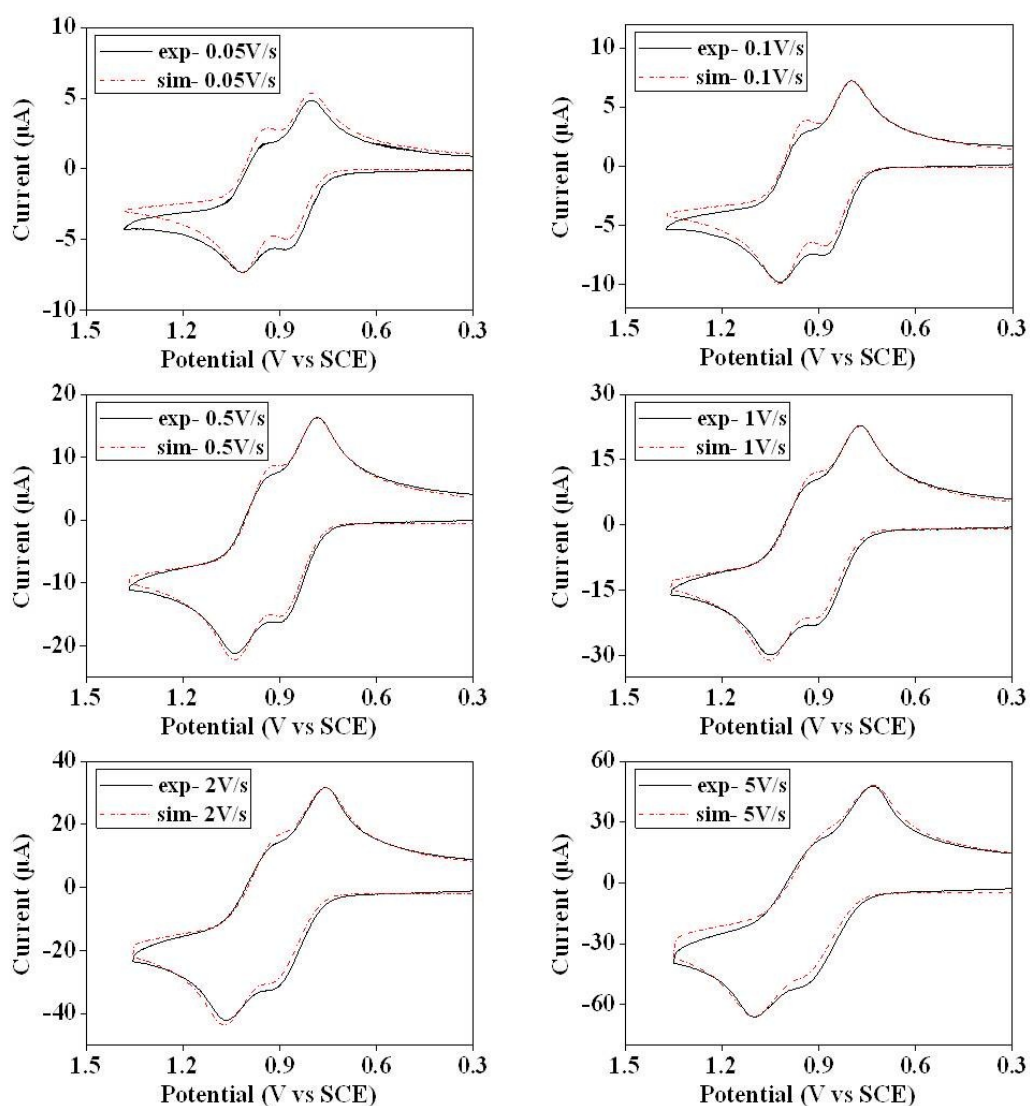 10
5
0
-5
-10
Current (µA)
exp- 0.05V/s
sim- 0.05V/s
1.5 1.2 0.9 0.6 0.3
Potential (V vs SCE)
10
5
0
-5
-10
Current (µA)
exp- 0.1V/s
sim- 0.1V/s
1.5 1.2 0.9 0.6 0.3
Potential (V vs SCE)
20
10
0
-10
-20
Current (µA)
exp- 0.5V/s
sim- 0.5V/s
1.5 1.2 0.9 0.6 0.3
Potential (V vs SCE)
30
15
0
-15
-30
Current (µA)
exp- 1V/s
sim- 1V/s
1.5 1.2 0.9 0.6 0.3
Potential (V vs SCE)
40
20
0
-20
-40
Current (µA)
exp- 2V/s
sim- 2V/s
1.5 1.2 0.9 0.6 0.3
Potential (V vs SCE)
60
30
0
-30
-60
Current (µA)
exp- 5V/s
sim- 5V/s
1.5 1.2 0.9 0.6 0.3
Potential (V vs SCE)